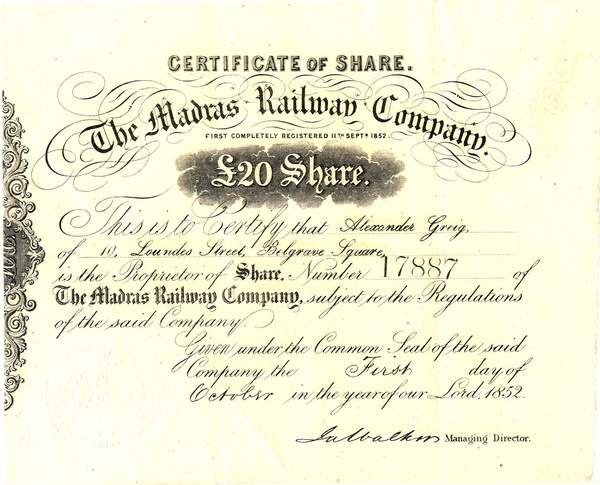 CERTIFICATE OF SHARE.
The Madras Railway Company.
FIRST COMPLETELY REGISTERED 11TH SEPTR 1852.
£20 Share.
This is to Certify that Alexander Greig,
of 10, Loundes Street, Belgrave Square,
is the Proprietor of Share, Number 17887 of
The Madras Railway Company, subject to the Regulations
of the said Company.
Given under the Common Seal of the said
Company the First day of
October in the year of our Lord, 1852.
Managing Director.